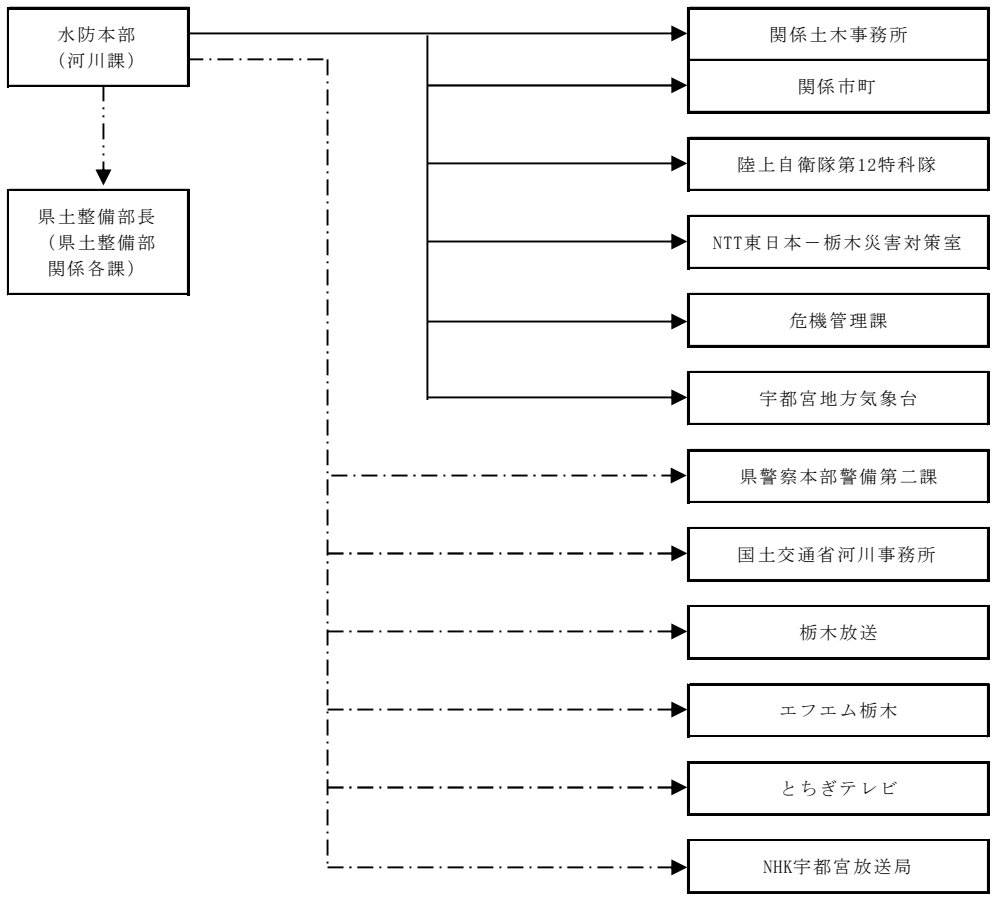 水防本部
(河川課)
県土整備部長
(県土整備部
関係各課)
関係土木事務所
関係市町
陸上自衛隊第12特科隊
NTT東日本－栃木災害対策室
危機管理課
宇都宮地方気象台
県警察本部警備第二課
国土交通省河川事務所
栃木放送
エフエム栃木
とちぎテレビ
NHK宇都宮放送局